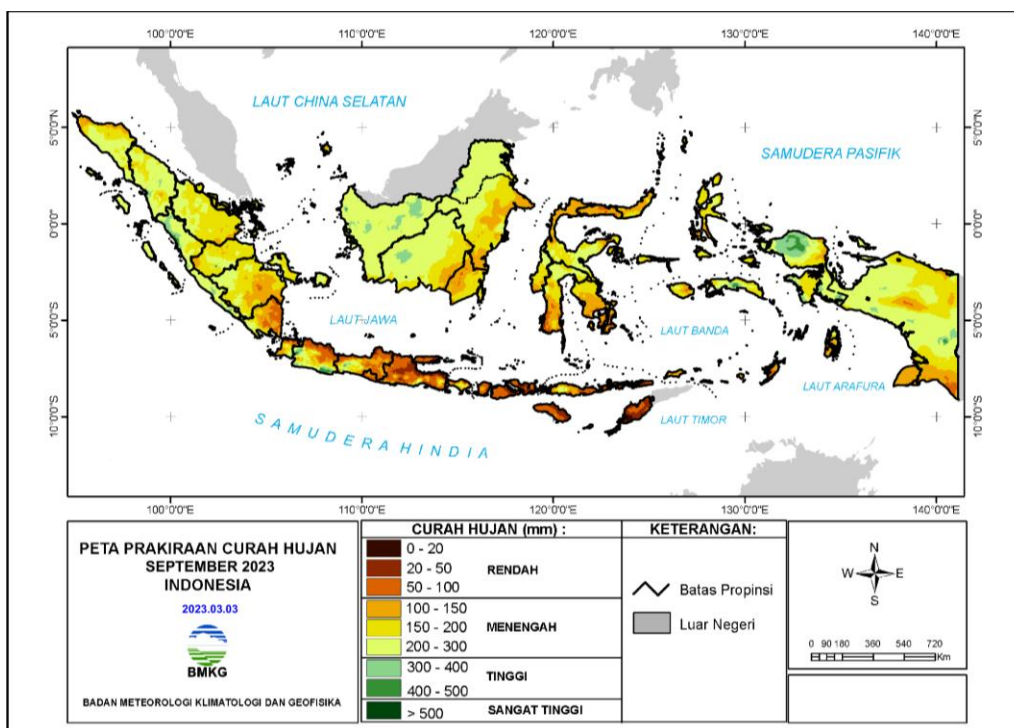 100°0'0"E 110°0'0"E 120°0'0"E 130°0'0"E 140°0'0"E
LAUT CHINA SELATAN
5°0'0"N 5°0'0"N
SAMUDERA PASIFIK
0°0'0" 0°0'0"
LAUT JAWA
LAUT BANDA
5°0'0"S 5°0'0"S
LAUT ARAFURA
LAUT TIMOR
10°0'0"S 10°0'0"S
SAMUDERA HINDIA
100°0'0"E 110°0'0"E 120°0'0"E 130°0'0"E 140°0'0"E
PETA PRAKIRAAN CURAH HUJAN
SEPTEMBER 2023
INDONESIA
2023.03.03
BMKG
BADAN METEOROLOGI KLIMATOLOGI DAN GEOFISIKA
CURAH HUJAN (mm) :
0 - 20
20 - 50 RENDAH
50 - 100
100 - 150
150 - 200 MENENGAH
200 - 300
300 - 400
TINGGI
400 - 500
> 500 SANGAT TINGGI
KETERANGAN:
Batas Propinsi
Luar Negeri
N
W E
S
0 90 180 360 540 720
Km